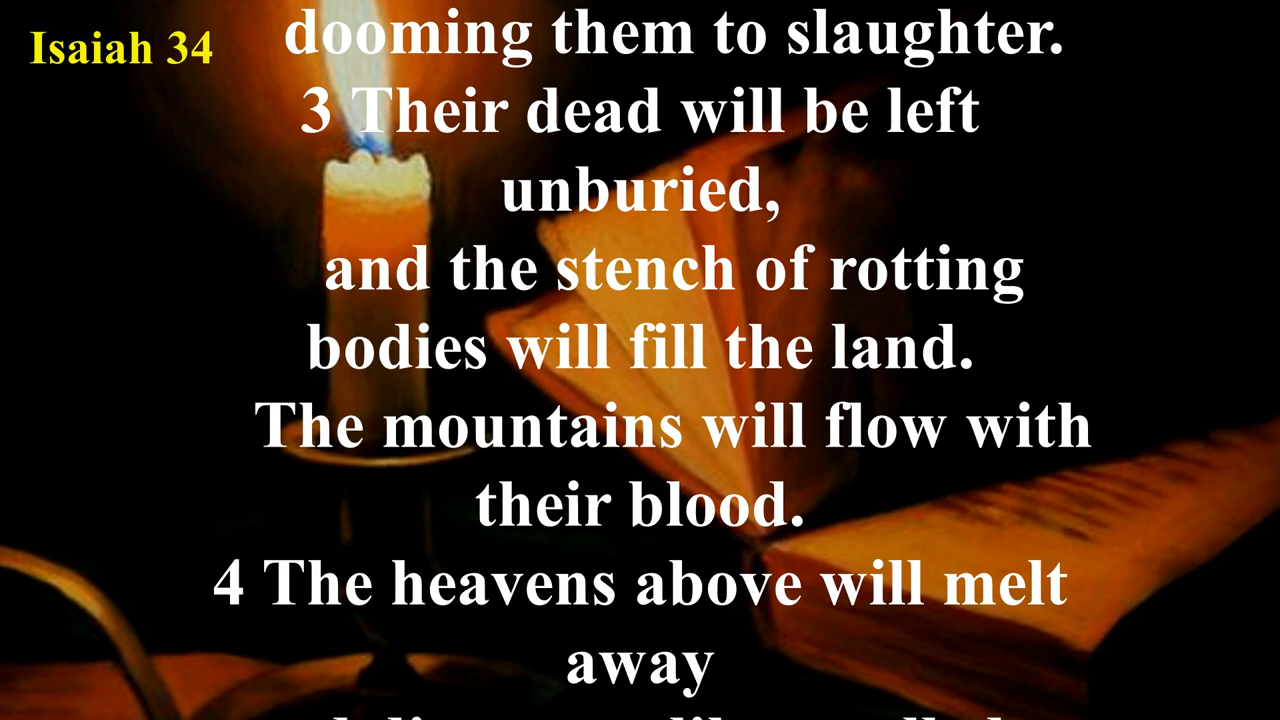 Isaiah 34
dooming them to slaughter.
3 Their dead will be left
unburied,
and the stench of rotting
bodies will fill the land.
The mountains will flow with
their blood.
4 The heavens above will melt
away